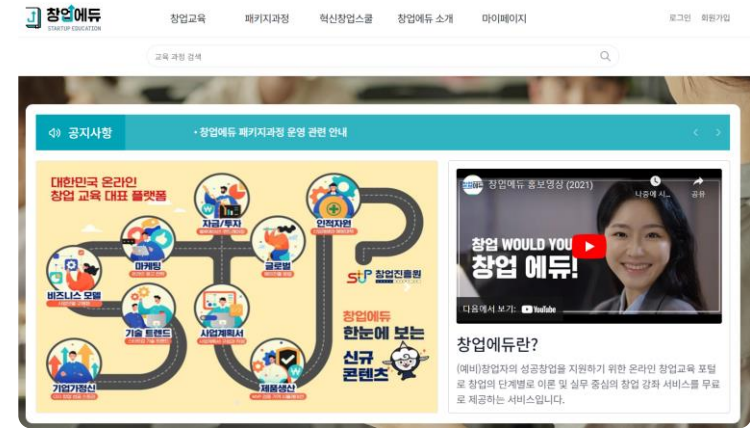 창업에듀
STARTUP EDUCATION
창업교육
패키지과정
혁신창업스쿨
창업에듀 소개
마이페이지
로그인
회원가입
교육 과정 검색
공지사항
• 창업에듀 패키지과정 운영 관련 안내
대한민국 온라인
창업 교육 대표 플랫폼
자금/투자
인적자원
마케팅
글로벌
비즈니스 모델
기술 트렌드
사업계획서
기업가정신
제품생산
창업진흥원
창업에듀
한눈에 보는
신규
콘텐츠
창업에듀 홍보영상 (2021)
나중에 시...
공유
창업 WOULD YOU
창업 에듀!
다음에서 보기: YouTube
창업에듀란?
(예비)창업자의 성공창업을 지원하기 위한 온라인 창업교육 포털
로 창업의 단계별로 이론 및 실무 중심의 창업 강좌 서비스를 무료
로 제공하는 서비스입니다.